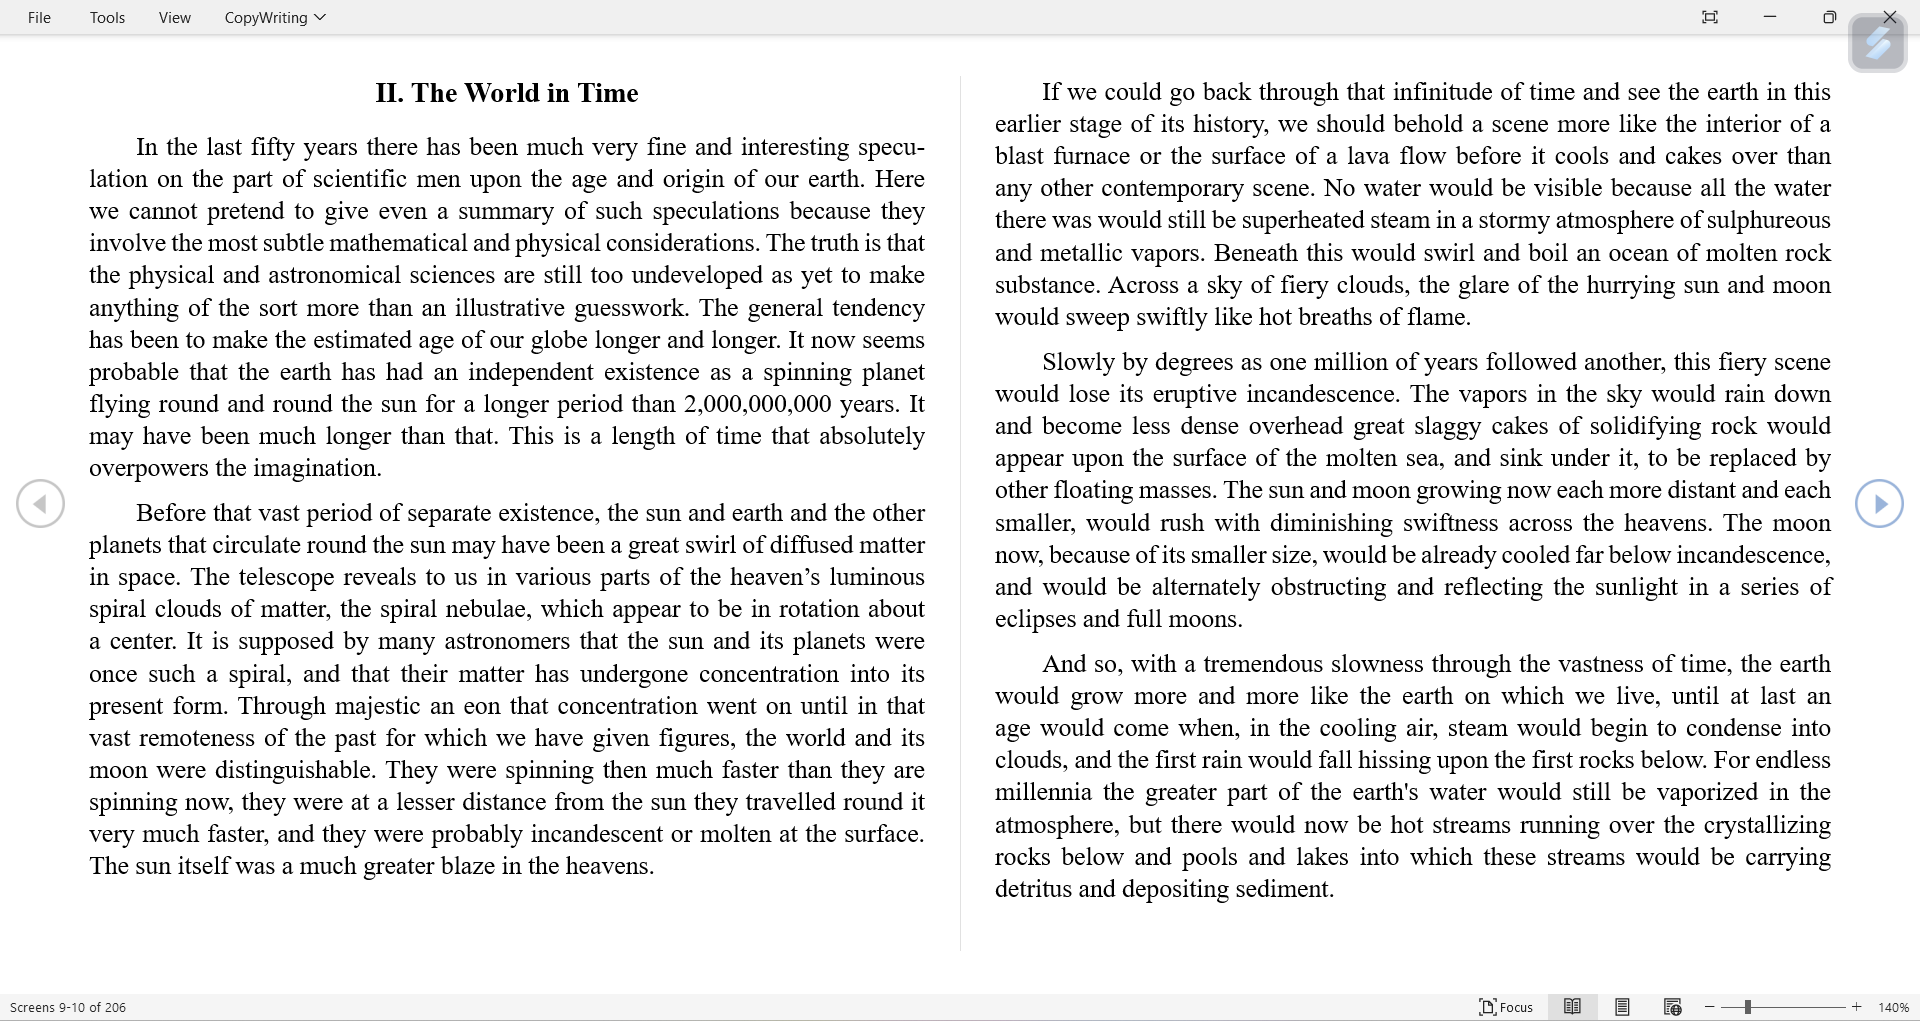 File Tools View CopyWriting
II. The World in Time
In the last fifty years there has been much very fine and interesting specu-
lation on the part of scientific men upon the age and origin of our earth. Here
we cannot pretend to give even a summary of such speculations because they
involve the most subtle mathematical and physical considerations. The truth is that
the physical and astronomical sciences are still too undeveloped as yet to make
anything of the sort more than an illustrative guesswork. The general tendency
has been to make the estimated age of our globe longer and longer. It now seems
probable that the earth has had an independent existence as a spinning planet
flying round and round the sun for a longer period than 2,000,000,000 years. It
may have been much longer than that. This is a length of time that absolutely
overpowers the imagination.
Before that vast period of separate existence, the sun and earth and the other
planets that circulate round the sun may have been a great swirl of diffused matter
in space. The telescope reveals to us in various parts of the heaven’s luminous
spiral clouds of matter, the spiral nebulae, which appear to be in rotation about
a center. It is supposed by many astronomers that the sun and its planets were
once such a spiral, and that their matter has undergone concentration into its
present form. Through majestic an eon that concentration went on until in that
vast remoteness of the past for which we have given figures, the world and its
moon were distinguishable. They were spinning then much faster than they are
spinning now, they were at a lesser distance from the sun they travelled round it
very much faster, and they were probably incandescent or molten at the surface.
The sun itself was a much greater blaze in the heavens.
If we could go back through that infinitude of time and see the earth in this
earlier stage of its history, we should behold a scene more like the interior of a
blast furnace or the surface of a lava flow before it cools and cakes over than
any other contemporary scene. No water would be visible because all the water
there was would still be superheated steam in a stormy atmosphere of sulphureous
and metallic vapors. Beneath this would swirl and boil an ocean of molten rock
substance. Across a sky of fiery clouds, the glare of the hurrying sun and moon
would sweep swiftly like hot breaths of flame.
Slowly by degrees as one million of years followed another, this fiery scene
would lose its eruptive incandescence. The vapors in the sky would rain down
and become less dense overhead great slaggy cakes of solidifying rock would
appear upon the surface of the molten sea, and sink under it, to be replaced by
other floating masses. The sun and moon growing now each more distant and each
smaller, would rush with diminishing swiftness across the heavens. The moon
now, because of its smaller size, would be already cooled far below incandescence,
and would be alternately obstructing and reflecting the sunlight in a series of
eclipses and full moons.
And so, with a tremendous slowness through the vastness of time, the earth
would grow more and more like the earth on which we live, until at last an
age would come when, in the cooling air, steam would begin to condense into
clouds, and the first rain would fall hissing upon the first rocks below. For endless
millennia the greater part of the earth's water would still be vaporized in the
atmosphere, but there would now be hot streams running over the crystallizing
rocks below and pools and lakes into which these streams would be carrying
detritus and depositing sediment.
Screens 9-10 of 206 Focus 140%